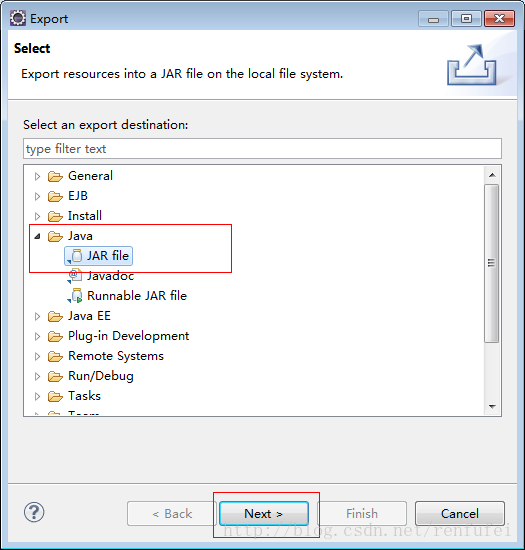 Export
Select
Export resources into a JAR file on the local file system.
Select an export destination:
type filter text
General
EJB
Install
Java
JAR file
Javadoc
Runnable JAR file
Java EE
Plug-in Development
Remote Systems
Run/Debug
Tasks
Team
< Back Next > Finish Cancel
http://blog.csdn.net/renfufei